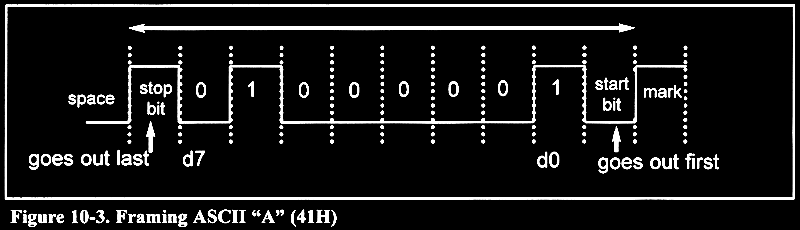 space stop bit 0 1 0 0 0 0 0 1 start bit mark
goes out last d7 d0 goes out first
Figure 10-3. Framing ASCII “A” (41H)